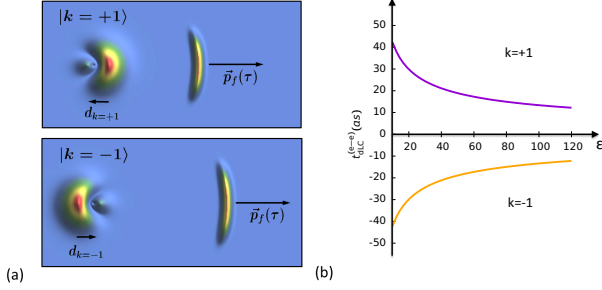 |k = +1⟩
d_{k=+1}
p⃗_f(τ)
|k = −1⟩
d_{k=−1}
p⃗_f(τ)
(a)
t_{dLC}^{(e−e)}(as)
50
40
30
20
10
0
-10
-20
-30
-40
-50
20 40 60 80 100 120
ε
k=+1
k=-1
(b)